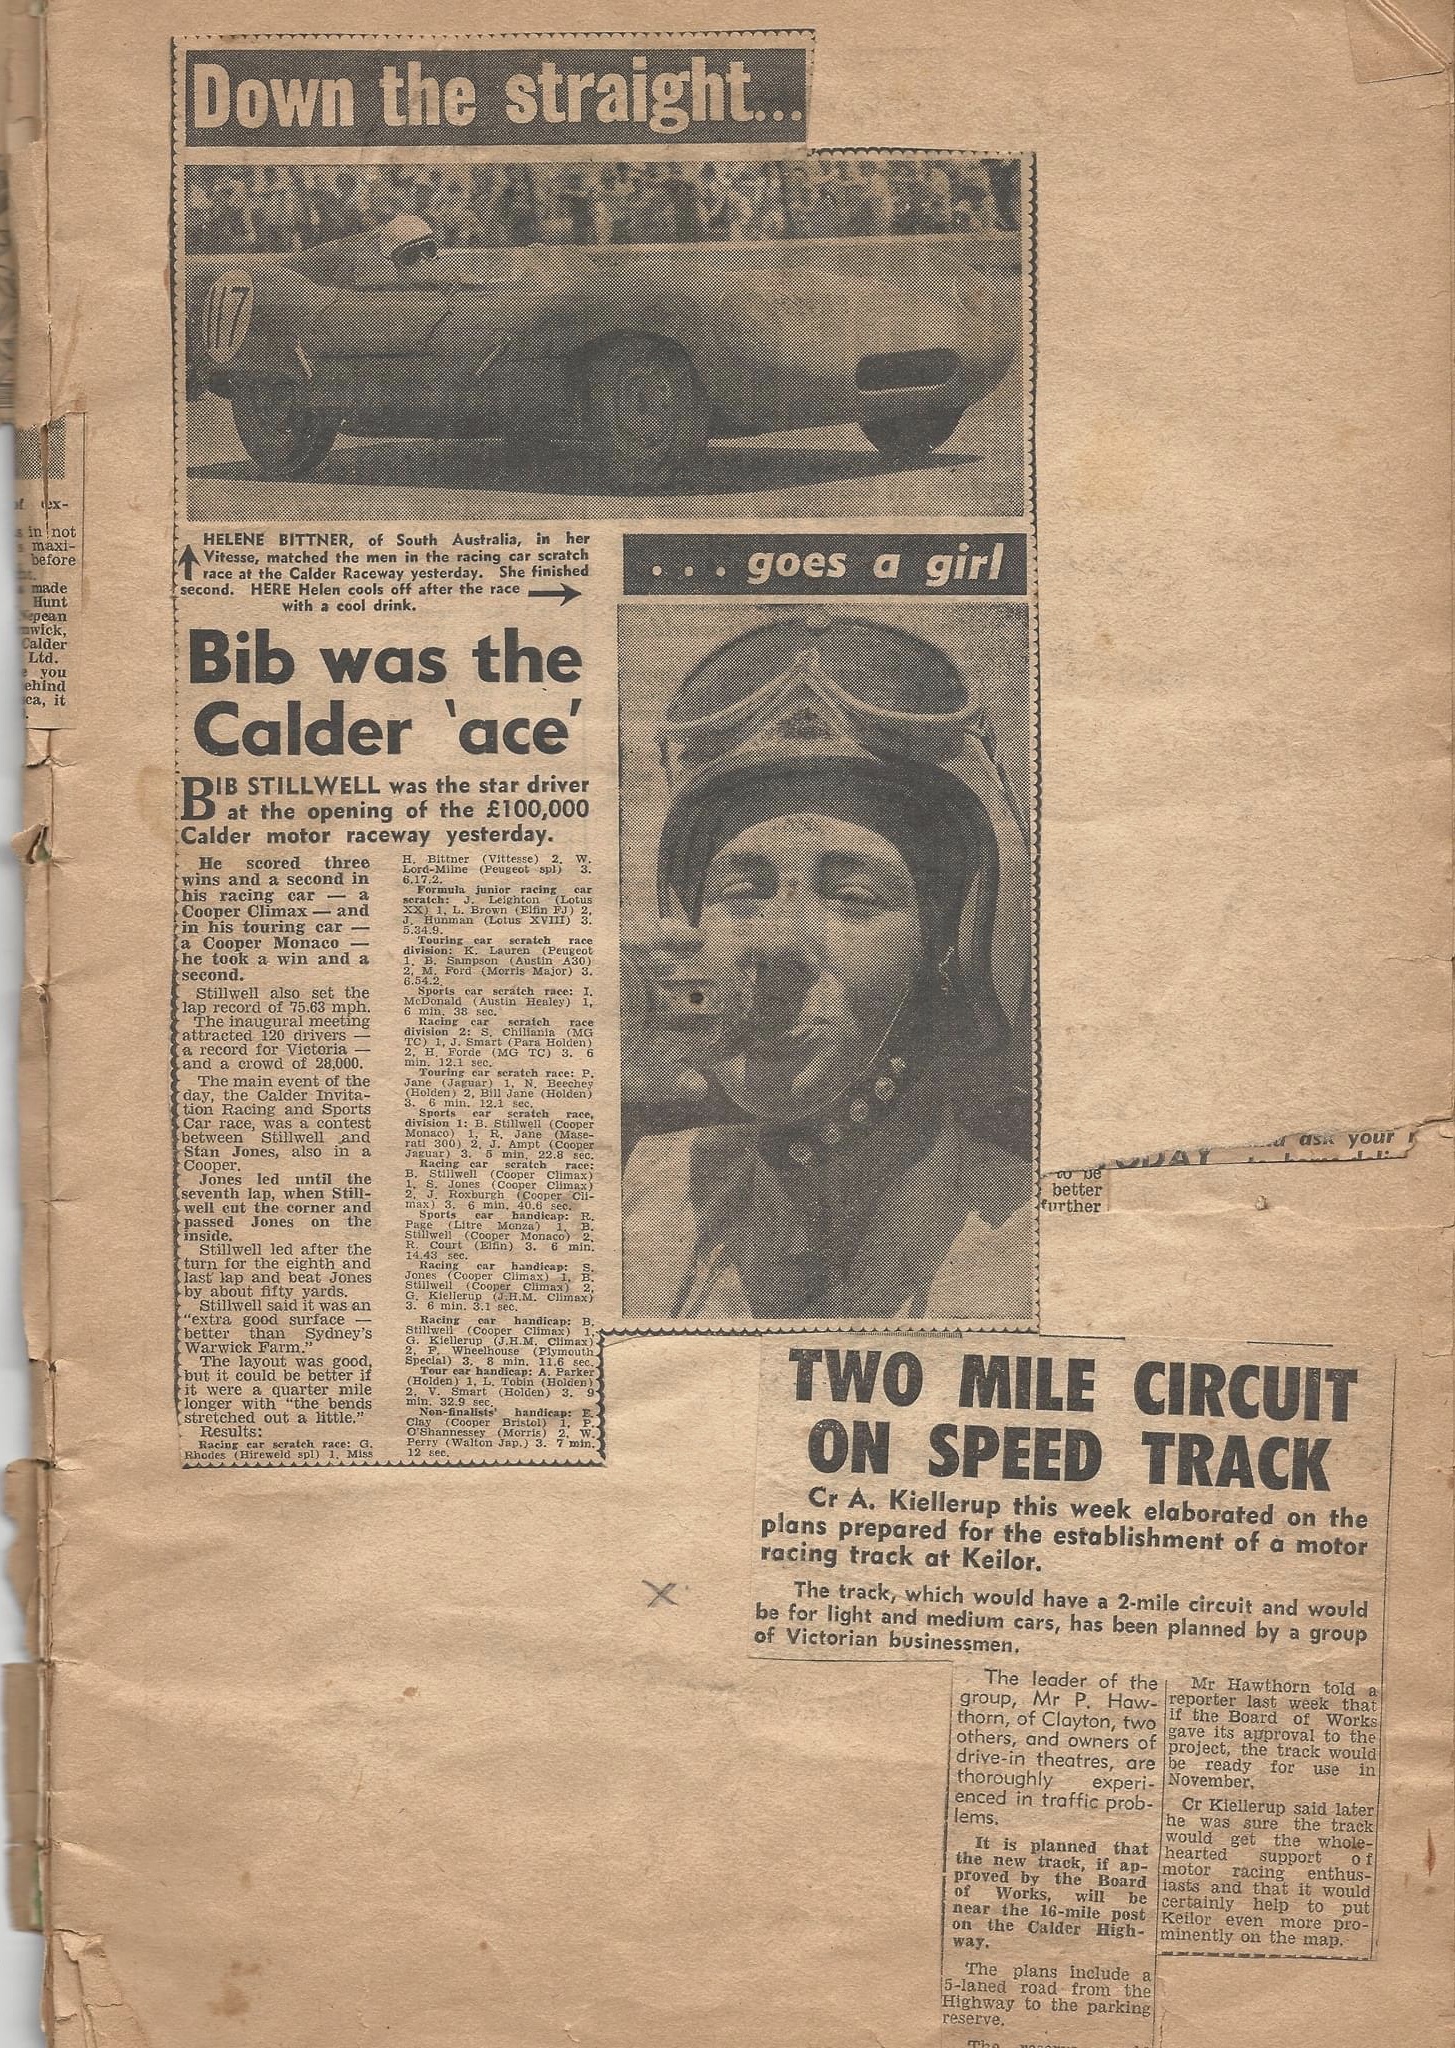 Down the straight...
117
HELENE BITTNER, of South Australia, in her
Vitesse, matched the men in the racing car scratch
race at the Calder Raceway yesterday. She finished
second. HERE Helen cools off after the race
with a cool drink.
. . . goes a girl
Bib was the
Calder 'ace'
BIB STILLWELL was the star driver
at the opening of the £100,000
Calder motor raceway yesterday.
He scored three
wins and a second in
his racing car — a
Cooper Climax — and
in his touring car —
a Cooper Monaco —
he took a win and a
second.
Stillwell also set the
lap record of 75.63 mph.
The inaugural meeting
attracted 120 drivers —
a record for Victoria —
and a crowd of 28,000.
The main event of the
day, the Calder Invita-
tion Racing and Sports
Car race, was a contest
between Stillwell and
Stan Jones, also in a
Cooper.
Jones led until the
seventh lap, when Still-
well cut the corner and
passed Jones on the
inside.
Stillwell led after the
turn for the eighth and
last lap and beat Jones
by about fifty yards.
Stillwell said it was an
"extra good surface —
better than Sydney's
Warwick Farm."
The layout was good,
but it could be better if
it were a quarter mile
longer with "the bends
stretched out a little."
Results:
Racing car scratch race: G.
Rhodes (Hireweld spl) 1, Miss
H. Bittner (Vittesse) 2, W.
Lord-Milne (Peugeot spl) 3.
6.17.2.
Formula junior racing car
scratch: J. Leighton (Lotus
XX) 1, L. Brown (Elfin FJ) 2,
J. Hunman (Lotus XVIII) 3.
5.34.9.
Touring car scratch race
division: K. Lauren (Peugeot
1, B. Sampson (Austin A30)
2, M. Ford (Morris Major) 3.
6.54.2.
Sports car scratch race: I.
McDonald (Austin Healey) 1,
6 min. 38 sec.
Racing car scratch race
division 2: S. Chillania (MG
TC) 1, J. Smart (Para Holden)
2, H. Forde (MG TC) 3. 6
min. 12.1 sec.
Touring car scratch race: P.
Jane (Jaguar) 1, N. Beechey
(Holden) 2, Bill Jane (Holden)
3. 6 min. 12.1 sec.
Sports car scratch race,
division 1: B. Stillwell (Cooper
Monaco) 1, R. Jane (Mase-
rati 300) 2, J. Ampt (Cooper
Jaguar) 3. 5 min. 22.8 sec.
Racing car scratch race:
B. Stillwell (Cooper Climax)
1, S. Jones (Cooper Climax)
2, J. Roxburgh (Cooper Cli-
max) 3. 6 min. 40.6 sec.
Sports car handicap: R.
Page (Litre Monza) 1, B.
Stillwell (Cooper Monaco) 2,
R. Court (Elfin) 3. 6 min.
14.43 sec.
Racing car handicap: S.
Jones (Cooper Climax) 1, B.
Stillwell (Cooper Climax) 2,
G. Kiellerup (J.H.M. Climax)
3. 6 min. 3.1 sec.
Racing car handicap: B.
Stillwell (Cooper Climax) 1,
G. Kiellerup (J.H.M. Climax)
2, F. Wheelhouse (Plymouth
Special) 3. 8 min. 11.6 sec.
Tour car handicap: A. Parker
(Holden) 1, L. Tobin (Holden)
2, V. Smart (Holden) 3. 9
min. 32.9 sec.
Non-finalists' handicap: E.
Clay (Cooper Bristol) 1, P.
O'Shannessey (Morris) 2, W.
Perry (Walton Jap.) 3. 7 min.
12 sec.
TWO MILE CIRCUIT
ON SPEED TRACK
Cr A. Kiellerup this week elaborated on the
plans prepared for the establishment of a motor
racing track at Keilor.
The track, which would have a 2-mile circuit and would
be for light and medium cars, has been planned by a group
of Victorian businessmen.
The leader of the
group, Mr P. Haw-
thorn, of Clayton, two
others, and owners of
drive-in theatres, are
thoroughly experi-
enced in traffic prob-
lems.
It is planned that
the new track, if ap-
proved by the Board
of Works, will be
near the 16-mile post
on the Calder High-
way.
The plans include a
5-laned road from the
Highway to the parking
reserve.
Mr Hawthorn told a
reporter last week that
if the Board of Works
gave its approval to the
project, the track would
be ready for use in
November.
Cr Kiellerup said later
he was sure the track
would get the whole-
hearted support of
motor racing enthus-
iasts and that it would
certainly help to put
Keilor even more pro-
minently on the map.
ask your
TODAY
to be
better
further
ex-
in not
maxi-
before
made
Hunt
Calder
Ltd.
you
it
X